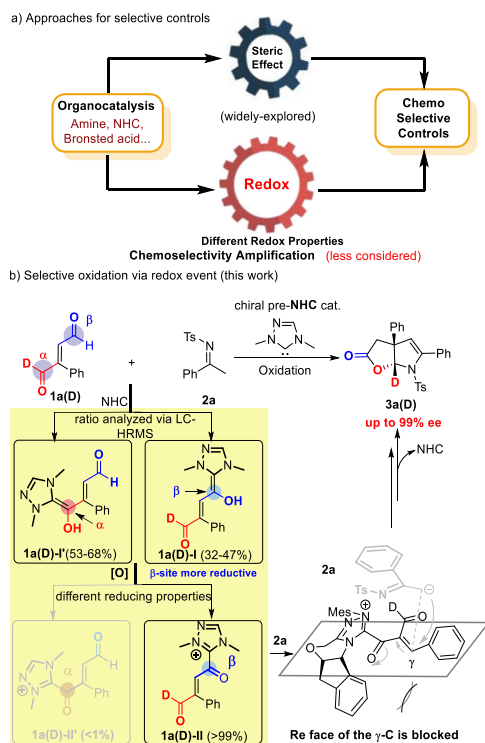 a) Approaches for selective controls
Steric
Effect
Organocatalysis
Amine, NHC,
Bronsted acid...
(widely-explored)
Chemo
Selective
Controls
Redox
Different Redox Properties
Chemoselectivity Amplification (less considered)
b) Selective oxidation via redox event (this work)
O β
H
D α
O Ph
1a(D)
+
Ts N
Ph
2a
chiral pre-NHC cat.
N N N
Oxidation
Ph
O
O N Ph
D Ts
3a(D)
up to 99% ee
NHC
ratio analyzed via LC-
HRMS
O
N N H
N Ph
OH α
1a(D)-I' (53-68%)
N N
N
β OH
D
O Ph
1a(D)-I (32-47%)
[O] β-site more reductive
different reducing properties
O
N N α H
N ⊕ O Ph
1a(D)-II' (<1%)
N N
⊕ N
β
O
D
O Ph
1a(D)-II (>99%)
NHC
2a
Ts N ⊖
2a
Mes N ⊕ N
D O
O N
O γ
Re face of the γ-C is blocked